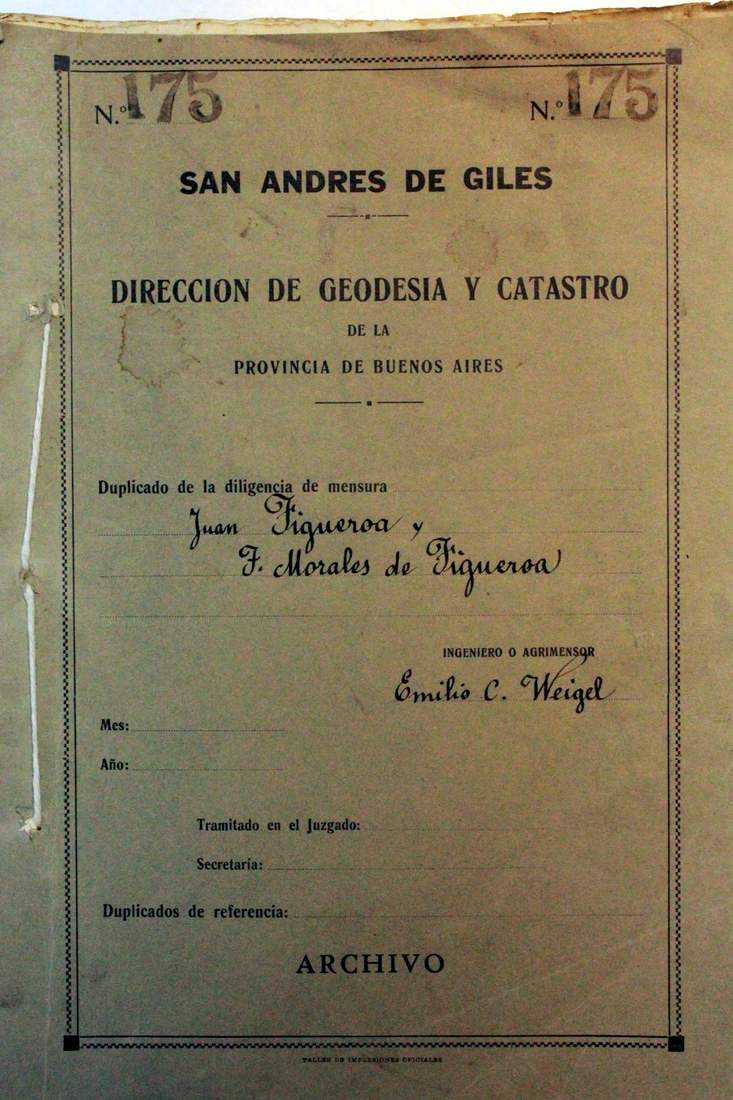 N.º 175 N.º 175
SAN ANDRES DE GILES
DIRECCION DE GEODESIA Y CATASTRO
DE LA
PROVINCIA DE BUENOS AIRES
Duplicado de la diligencia de mensura
Juan Figueroa y
F. Morales de Figueroa
INGENIERO O AGRIMENSOR
Emilio C. Weigel
Mes:
Año:
Tramitado en el Juzgado:
Secretaría:
Duplicados de referencia:
ARCHIVO
TALLER DE IMPRESIONES OFICIALES